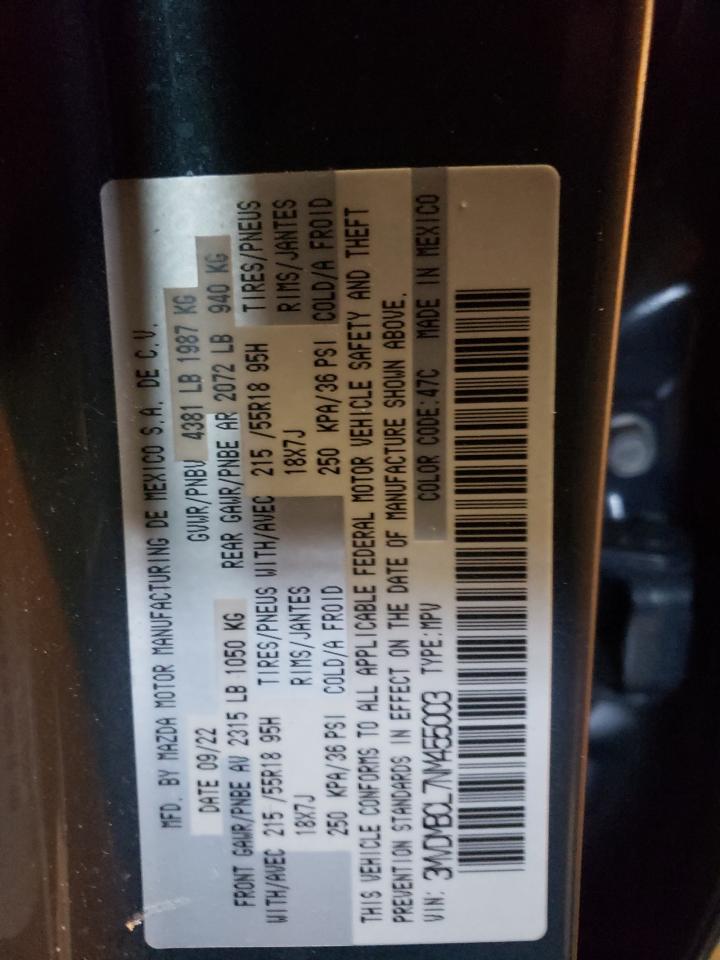 MFD. BY MAZDA MOTOR MANUFACTURING DE MEXICO S.A. DE C.V.
DATE 09/22 GVWR/PNBV 4381 LB 1987 KG
FRONT GAWR/PNBE AV 2315 LB 1050 KG REAR GAWR/PNBE AR 2072 LB 940 KG
WITH/AVEC 215 /55R18 95H TIRES/PNEUS WITH/AVEC 215 /55R18 95H TIRES/PNEUS
18X7J RIMS/JANTES 18X7J RIMS/JANTES
250 KPA/36 PSI COLD/A FROID 250 KPA/36 PSI COLD/A FROID
THIS VEHICLE CONFORMS TO ALL APPLICABLE FEDERAL MOTOR VEHICLE SAFETY AND THEFT
PREVENTION STANDARDS IN EFFECT ON THE DATE OF MANUFACTURE SHOWN ABOVE.
VIN: 3MVDMBCL7NM455003 TYPE:MPV COLOR CODE:47C MADE IN MEXICO